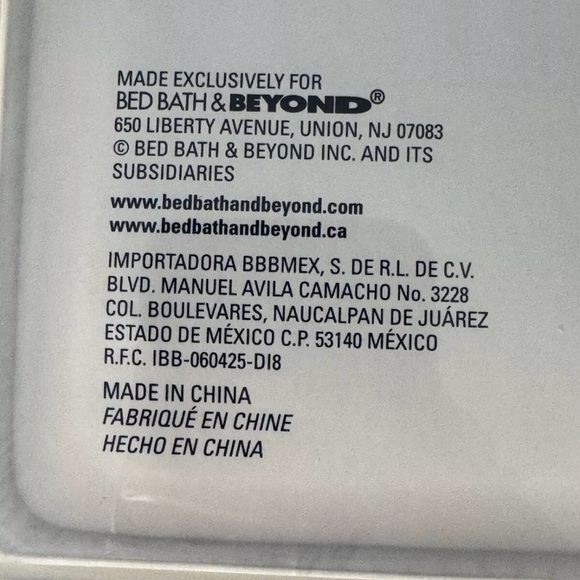 MADE EXCLUSIVELY FOR
BED BATH & BEYOND®
650 LIBERTY AVENUE, UNION, NJ 07083
© BED BATH & BEYOND INC. AND ITS
SUBSIDIARIES
www.bedbathandbeyond.com
www.bedbathandbeyond.ca
IMPORTADORA BBBMEX, S. DE R.L. DE C.V.
BLVD. MANUEL AVILA CAMACHO No. 3228
COL. BOULEVARES, NAUCALPAN DE JUÁREZ
ESTADO DE MÉXICO C.P. 53140 MÉXICO
R.F.C. IBB-060425-DI8
MADE IN CHINA
FABRIQUÉ EN CHINE
HECHO EN CHINA